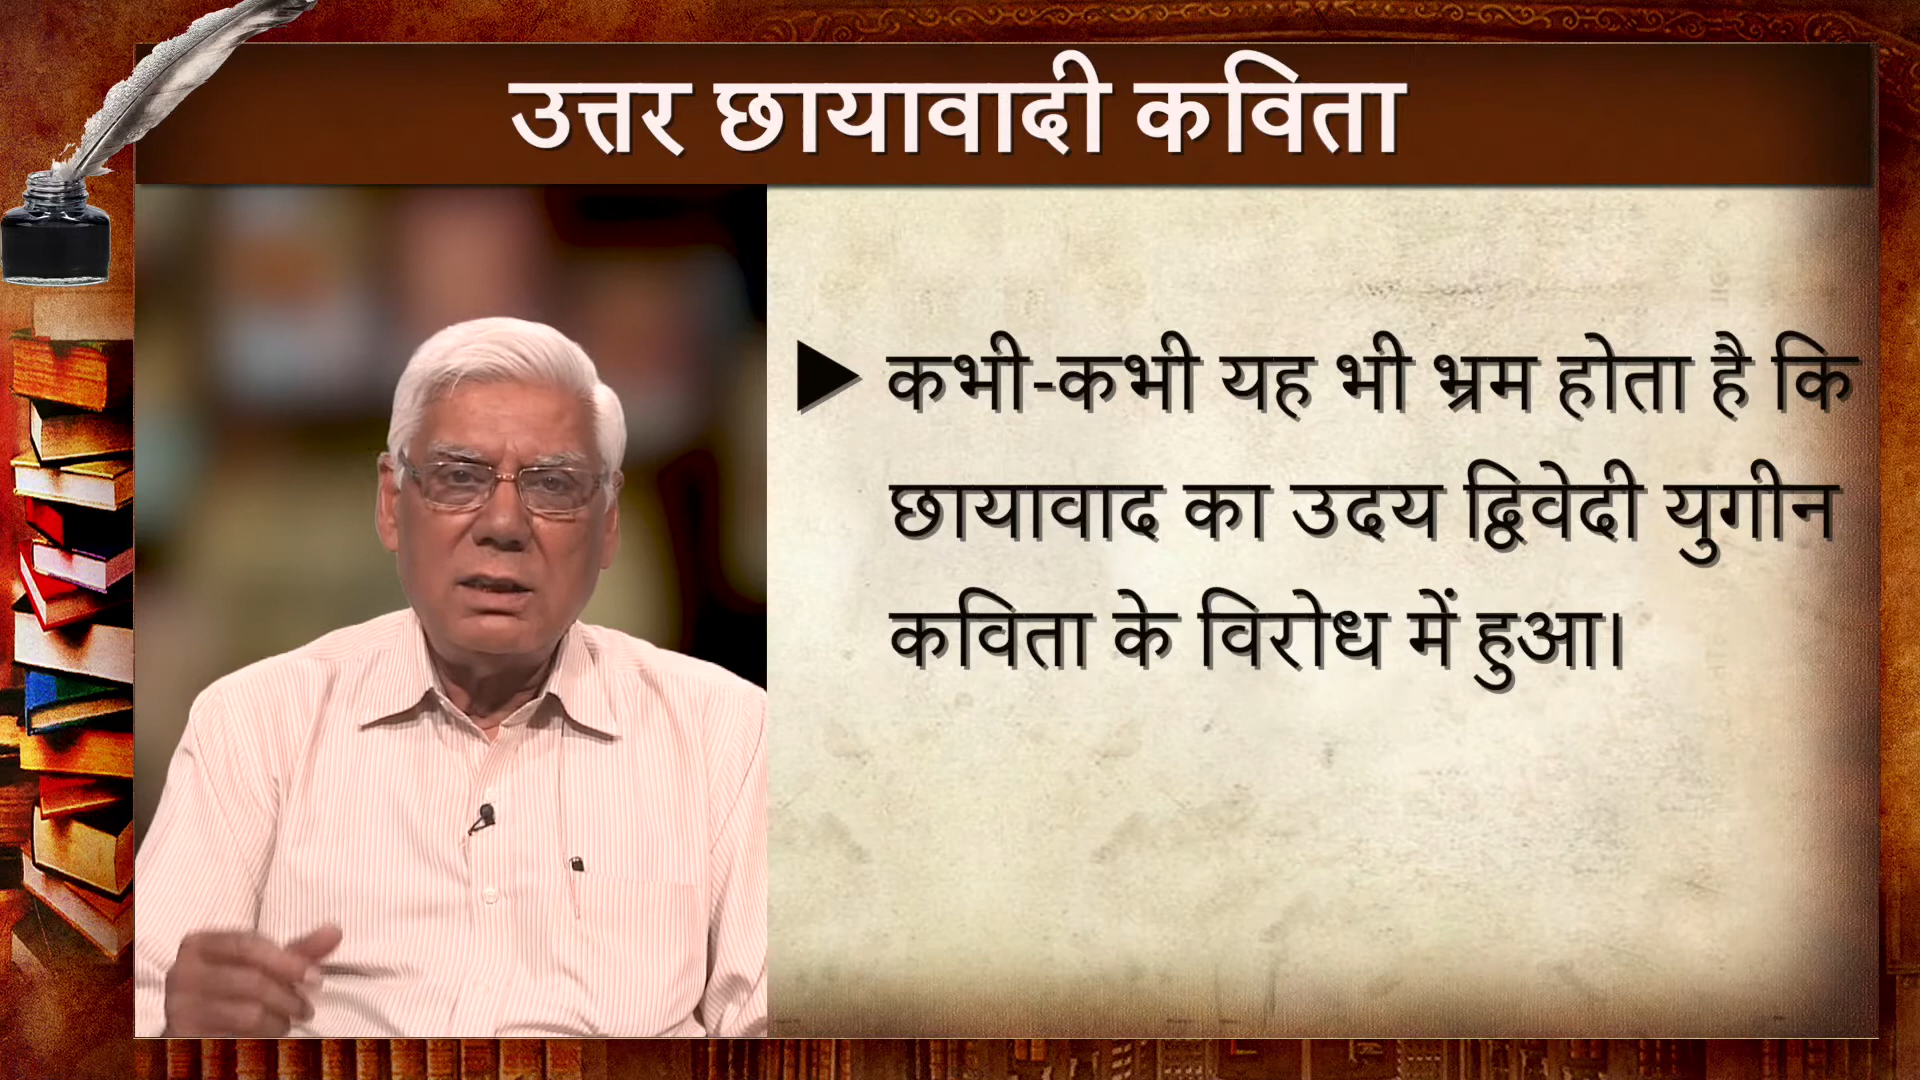 उत्तर छायावादी कविता
कभी-कभी यह भी भ्रम होता है कि
छायावाद का उदय द्विवेदी युगीन
कविता के विरोध में हुआ।